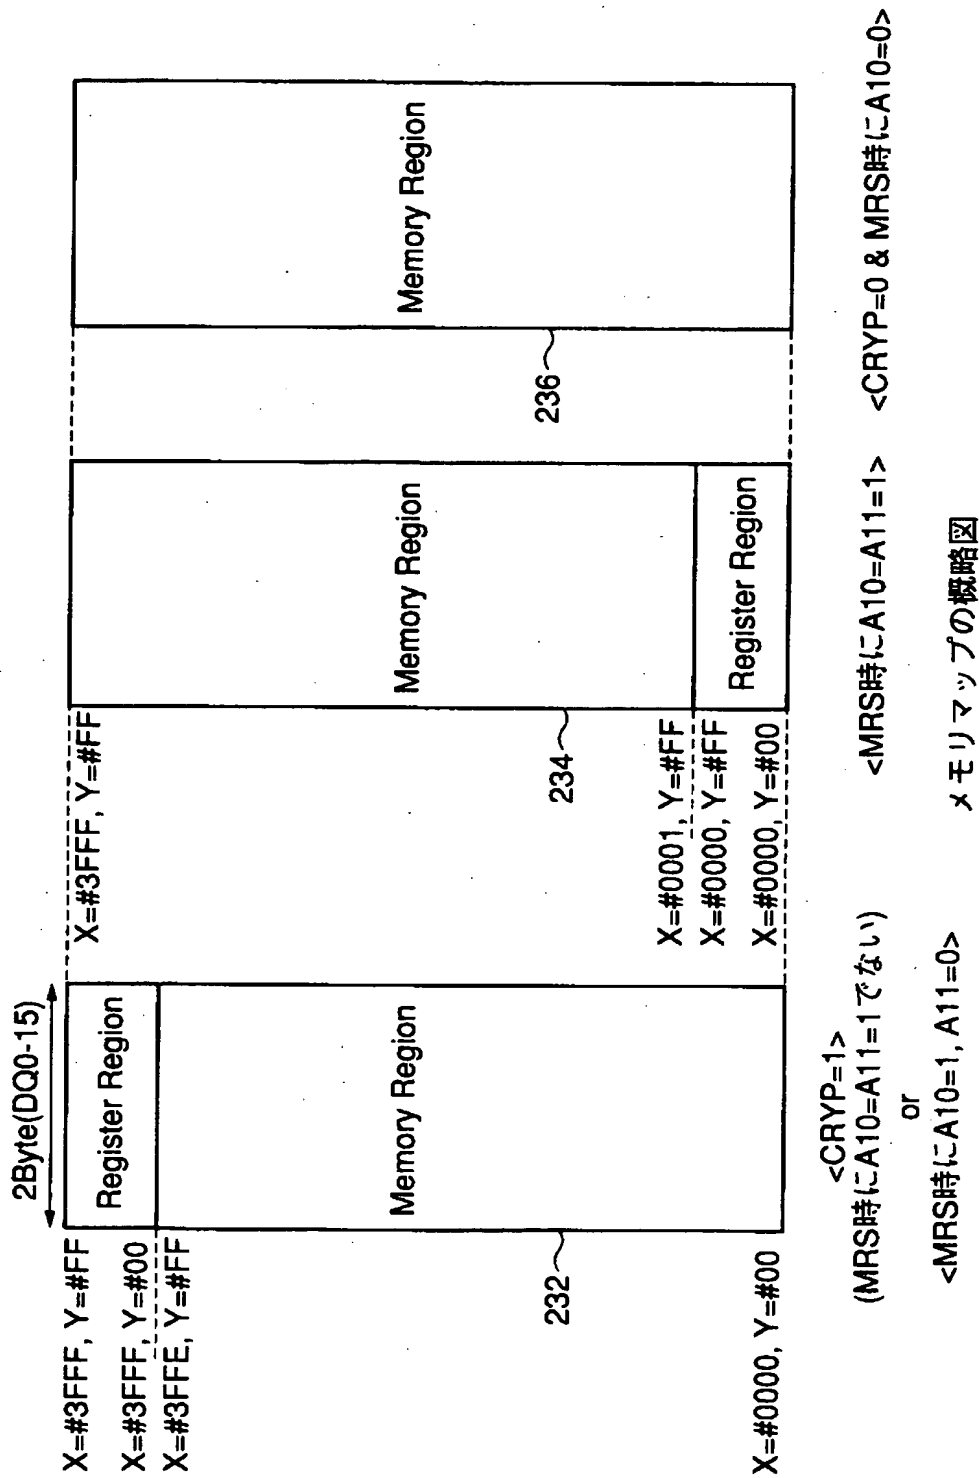 2Byte(DQ0-15)
X=#3FFF, Y=#FF
Register Region
X=#3FFF, Y=#00
X=#3FFE, Y=#FF
Memory Region
232
X=#0000, Y=#00
<CRYP=1>
(MRS時にA10=A11=1でない)
or
<MRS時にA10=1, A11=0>
X=#3FFF, Y=#FF
Memory Region
234
X=#0001, Y=#FF
X=#0000, Y=#FF
Register Region
X=#0000, Y=#00
<MRS時にA10=A11=1>
Memory Region
236
<CRYP=0 & MRS時にA10=0>
メモリマップの概略図